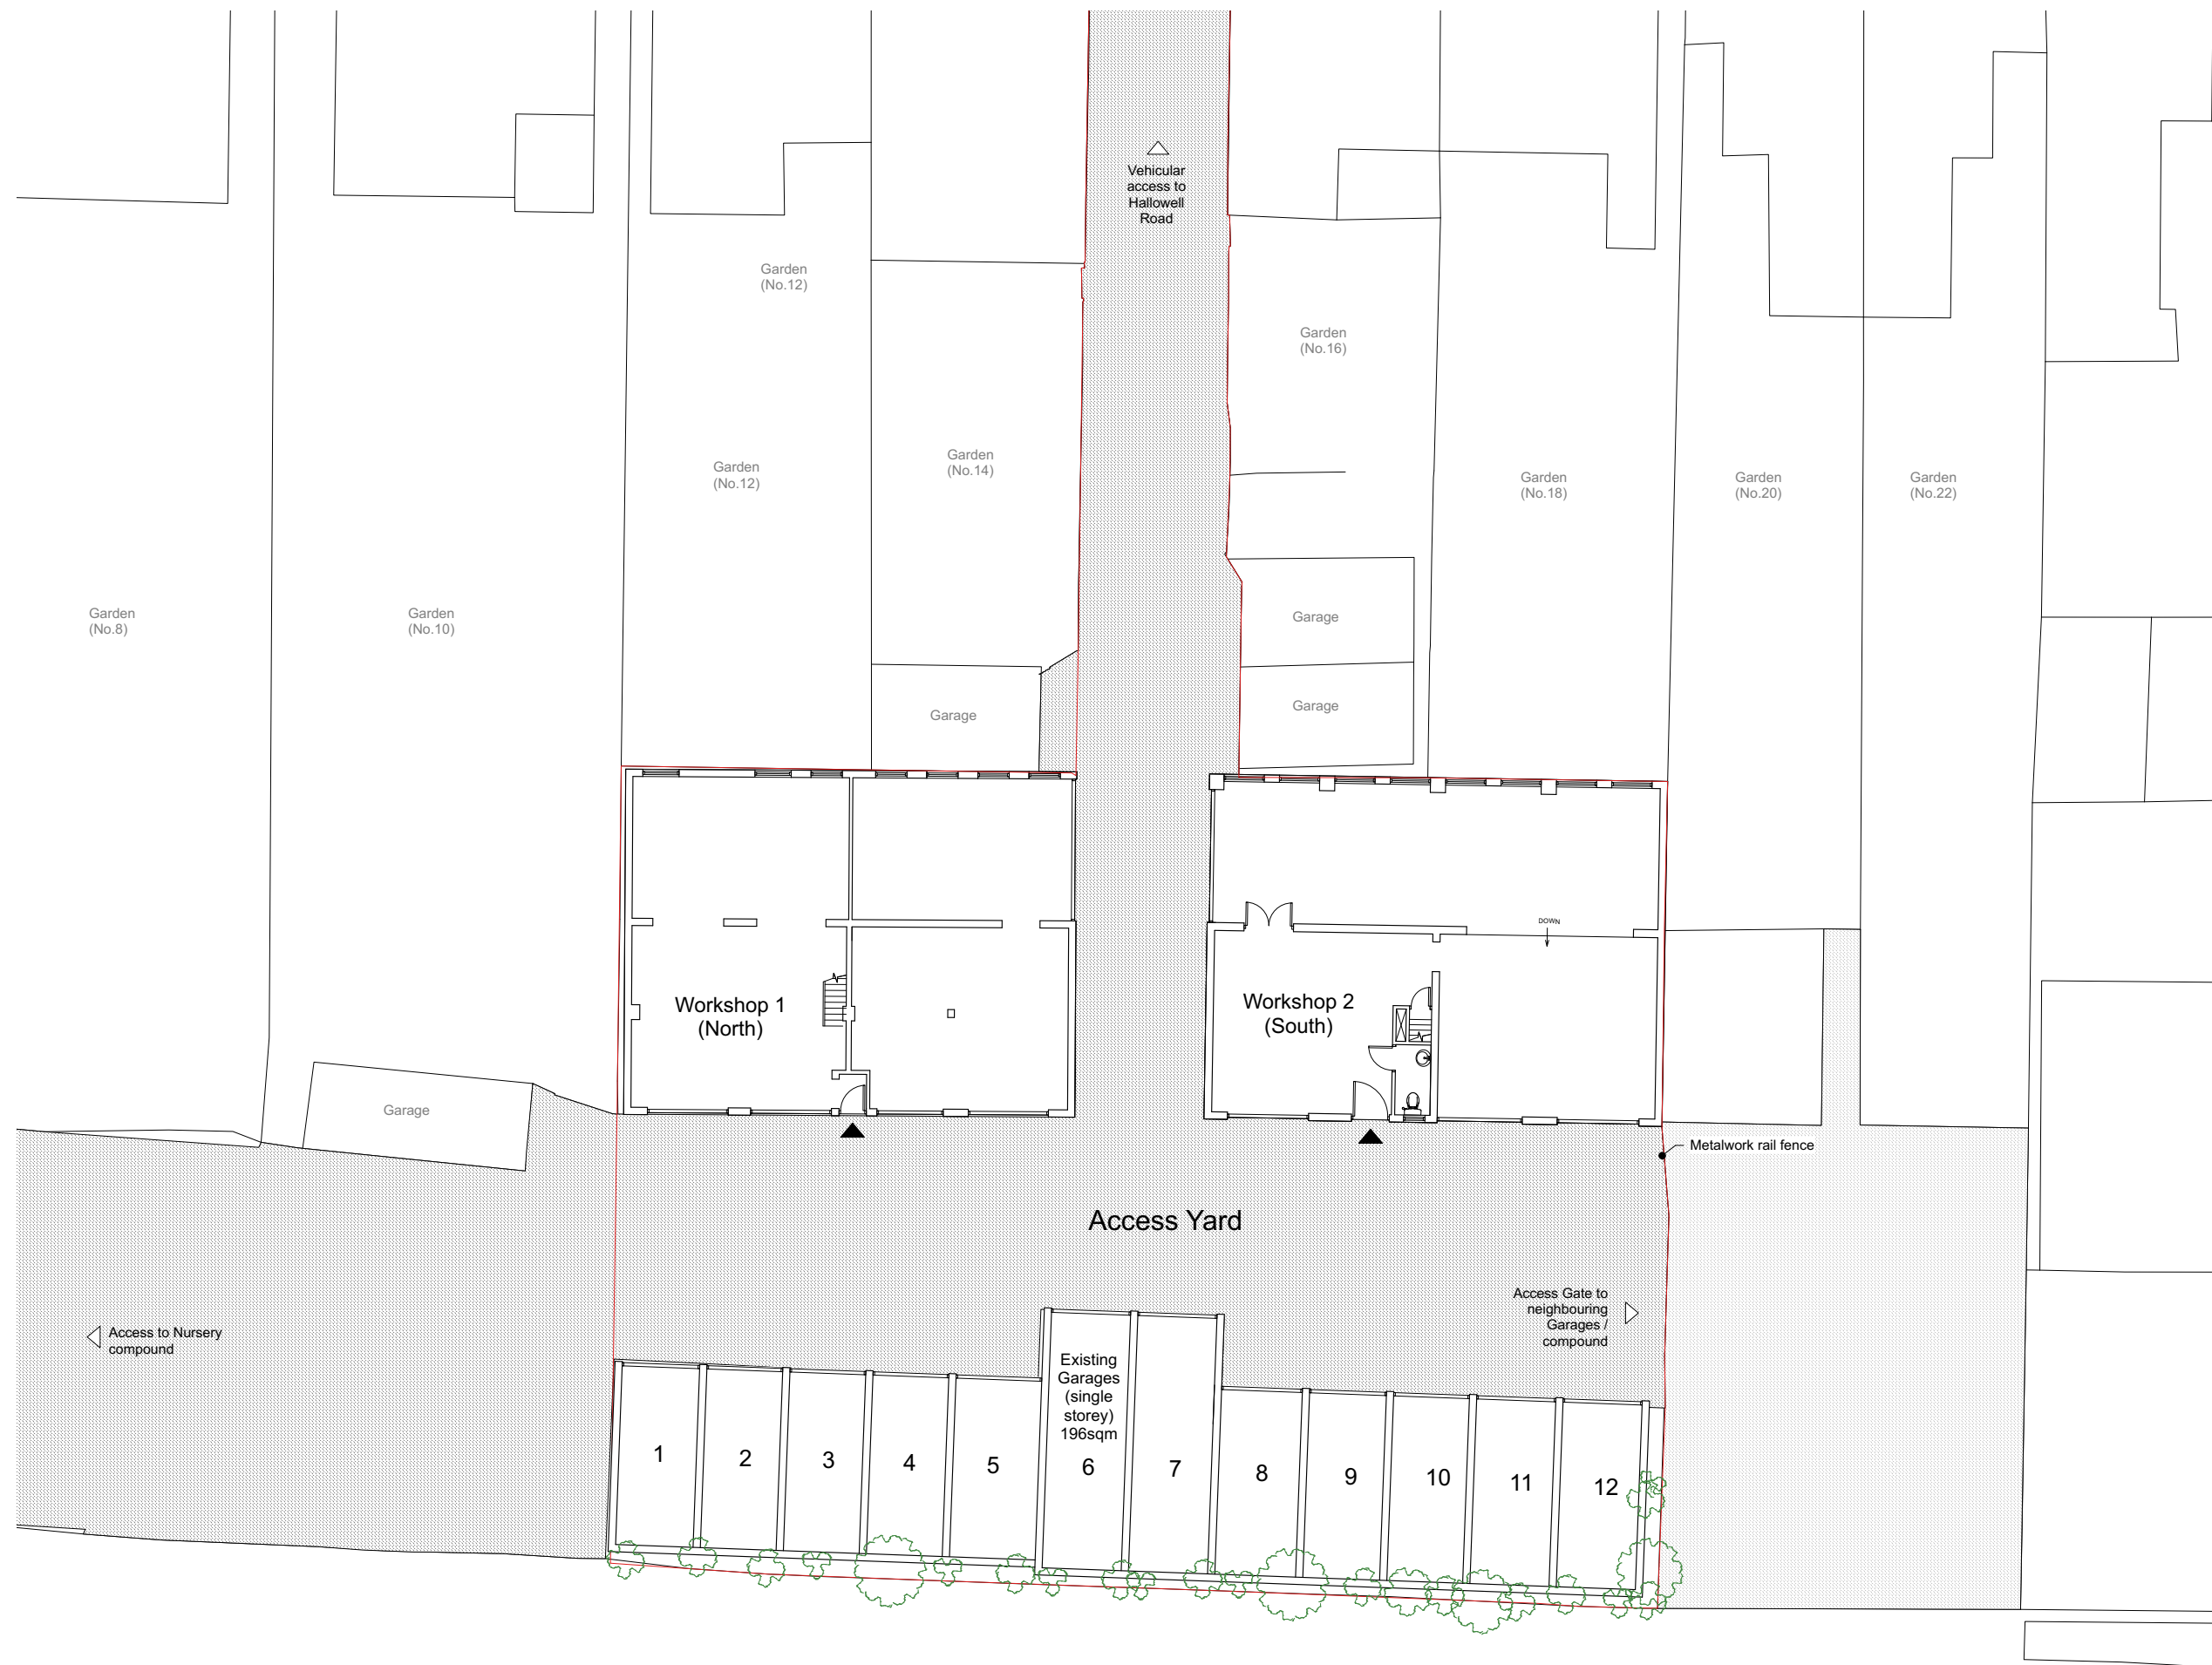 Vehicular
access to
Hallowell
Road
Garden
(No.12)
Garden
(No.16)
Garden
(No.14)
Garden
(No.12)
Garden
(No.18)
Garden
(No.20)
Garden
(No.22)
Garden
(No.8)
Garden
(No.10)
Garage
Garage
Garage
DOWN
Workshop 1
(North)
Workshop 2
(South)
Garage
Metalwork rail fence
Access Yard
Access Gate to
neighbouring
Garages /
compound
Access to Nursery
compound
Existing
Garages
(single
storey)
196sqm
1
2
3
4
5
6
7
8
9
10
11
12